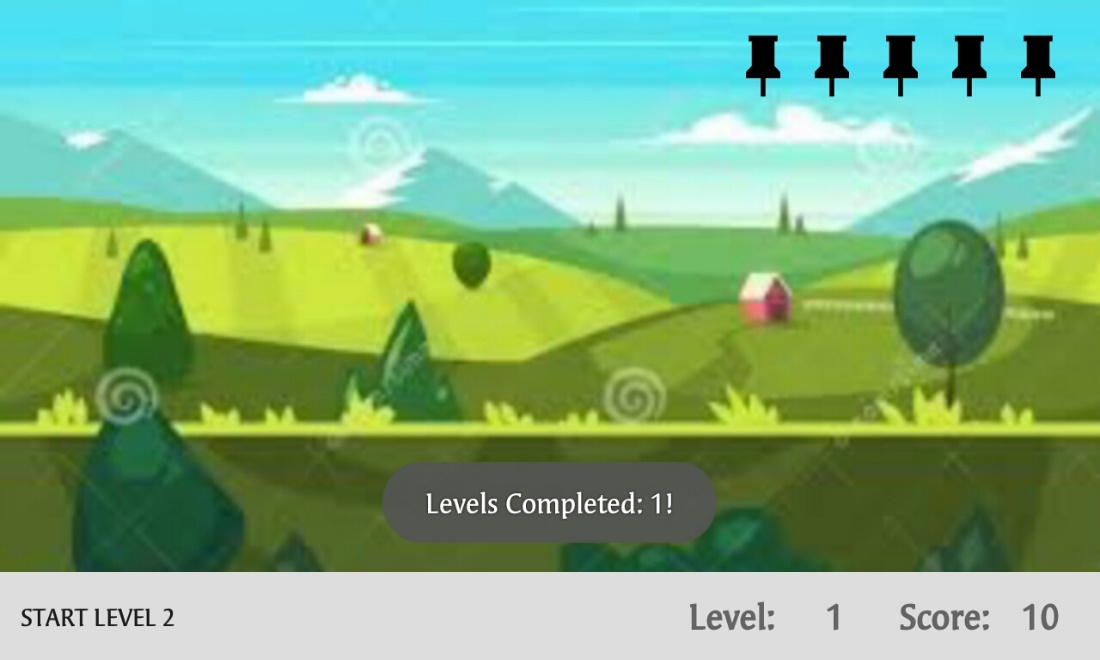 Levels Completed: 1!
START LEVEL 2
Level: 1 Score: 10